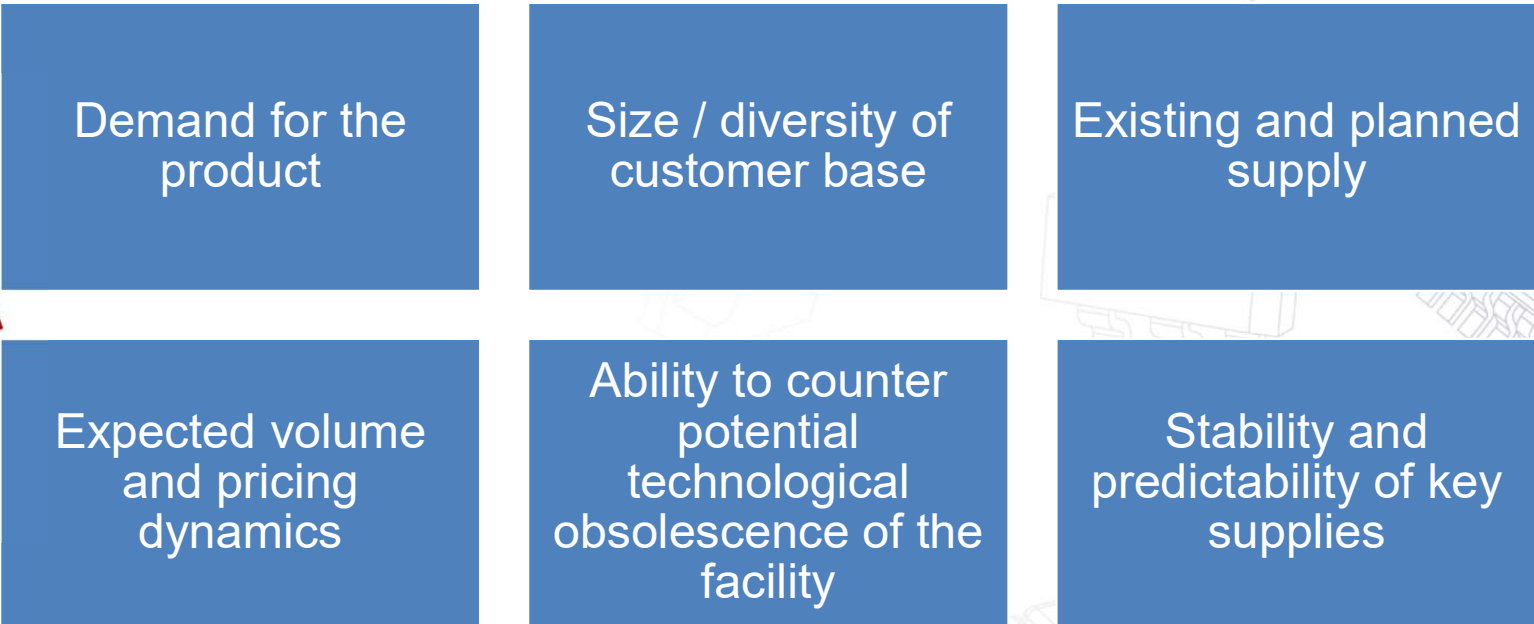 Demand for the
product
Size / diversity of
customer base
Existing and planned
supply
Expected volume
and pricing
dynamics
Ability to counter
potential
technological
obsolescence of the
facility
Stability and
predictability of key
supplies